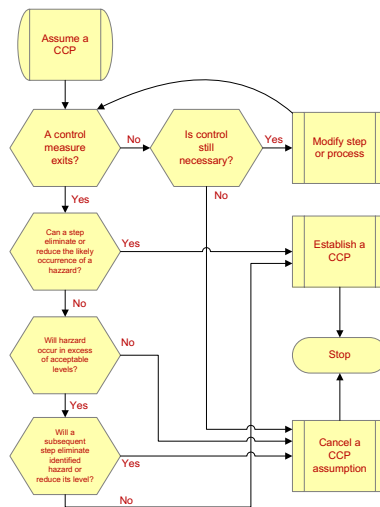 Assume a
CCP
A control
measure
exits?
No
Is control
still
necessary?
Yes
Modify step
or process
Yes
No
Can a step
eliminate or
reduce the likely
occurrence of a
hazzard?
Yes
Establish a
CCP
No
Will harzard
occur in excess
of acceptable
levels?
No
Stop
Yes
Will a
subsequent
step eliminate
identified
hazard or
reduce its level?
Yes
Cancel a
CCP
assumption
No